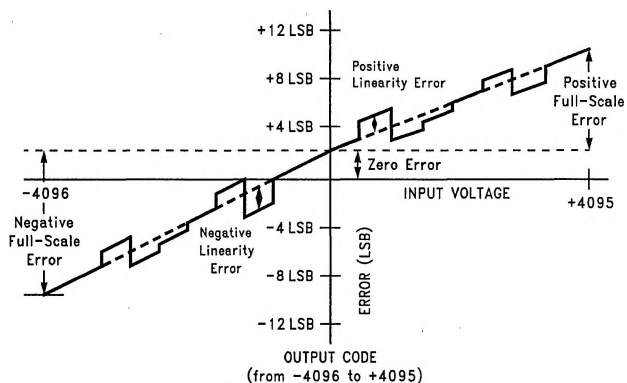 +12 LSB
Positive
Linearity Error
+8 LSB
Positive
Full-Scale
Error
+4 LSB
Zero Error
-4096
INPUT VOLTAGE
+4095
Negative
Full-Scale
Error
Negative
Linearity
Error
-4 LSB
-8 LSB
-12 LSB
ERROR (LSB)
OUTPUT CODE
(from -4096 to +4095)